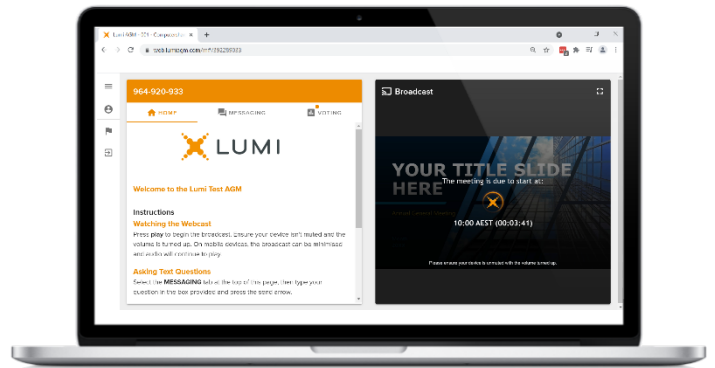 964-920-933
HOME
MESSAGING
VOTING
LUMI
Welcome to the Lumi Test AGM
Instructions
Watching the Webcast
Press play to begin the broadcast. Ensure your device isn't muted and the
volume is turned up. On mobile devices, the broadcast can be minimised
and audio will continue to play.
Asking Text Questions
Select the MESSAGING tab at the top of this page, then type your
question in the box provided and press the send arrow.
Broadcast
YOUR TITLE SLIDE
HERE
The meeting is due to start at:
10:00 AEST (00:03:41)
Please ensure your device is unmuted with the volume turned up.